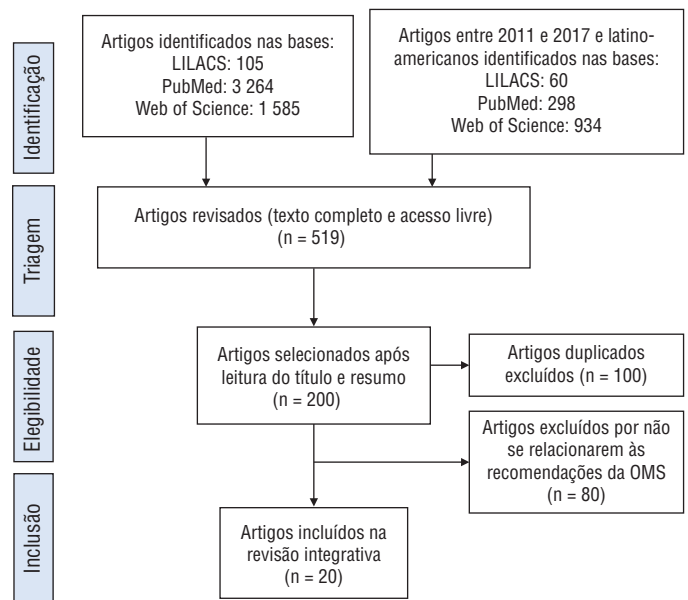 Identificação
Artigos identificados nas bases:
LILACS: 105
PubMed: 3 264
Web of Science: 1 585
Artigos entre 2011 e 2017 e latino-
americanos identificados nas bases:
LILACS: 60
PubMed: 298
Web of Science: 934
Triagem
Artigos revisados (texto completo e acesso livre)
(n = 519)
Elegibilidade
Artigos selecionados após
leitura do título e resumo
(n = 200)
Artigos duplicados
excluídos (n = 100)
Artigos excluídos por não
se relacionarem às
recomendações da OMS
(n = 80)
Inclusão
Artigos incluídos na
revisão integrativa
(n = 20)